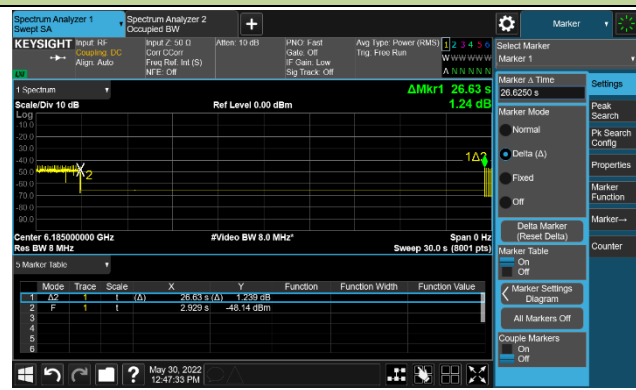 Spectrum Analyzer 1
Swept SA
Spectrum Analyzer 2
Occupied BW
Marker
KEYSIGHT
Input: RF
Coupling: DC
Align: Auto
Input Z: 50 Ω
Corr CCorr
Freq Ref: Int (S)
NFE: Off
Atten: 10 dB
PNO: Fast
Gate: Off
IF Gain: Low
Sig Track: Off
Avg Type: Power (RMS)
Trig: Free Run
1 2 3 4 5 6
W W W W W W
A N N N N N
Select Marker
Marker 1
1 Spectrum
ΔMkr1 26.63 s
1.24 dB
Scale/Div 10 dB
Ref Level 0.00 dBm
Log
-10.0
-20.0
-30.0
-40.0
-50.0
-60.0
-70.0
-80.0
-90.0
2
1Δ2
Center 6.185000000 GHz
#Video BW 8.0 MHz*
Span 0 Hz
Res BW 8 MHz
Sweep 30.0 s (8001 pts)
5 Marker Table
Mode Trace Scale X Y Function Function Width Function Value
1 Δ2 1 t (Δ) 26.63 s (Δ) 1.239 dB
2 F 1 t 2.929 s -48.14 dBm
3
4
5
6
Marker Δ Time
26.6250 s
Marker Mode
Normal
Delta (Δ)
Fixed
Off
Delta Marker
(Reset Delta)
Marker Table
On
Off
Marker Settings
Diagram
All Markers Off
Couple Markers
On
Off
Settings
Peak
Search
Pk Search
Config
Properties
Marker
Function
Marker→
Counter
May 30, 2022
12:47:33 PM